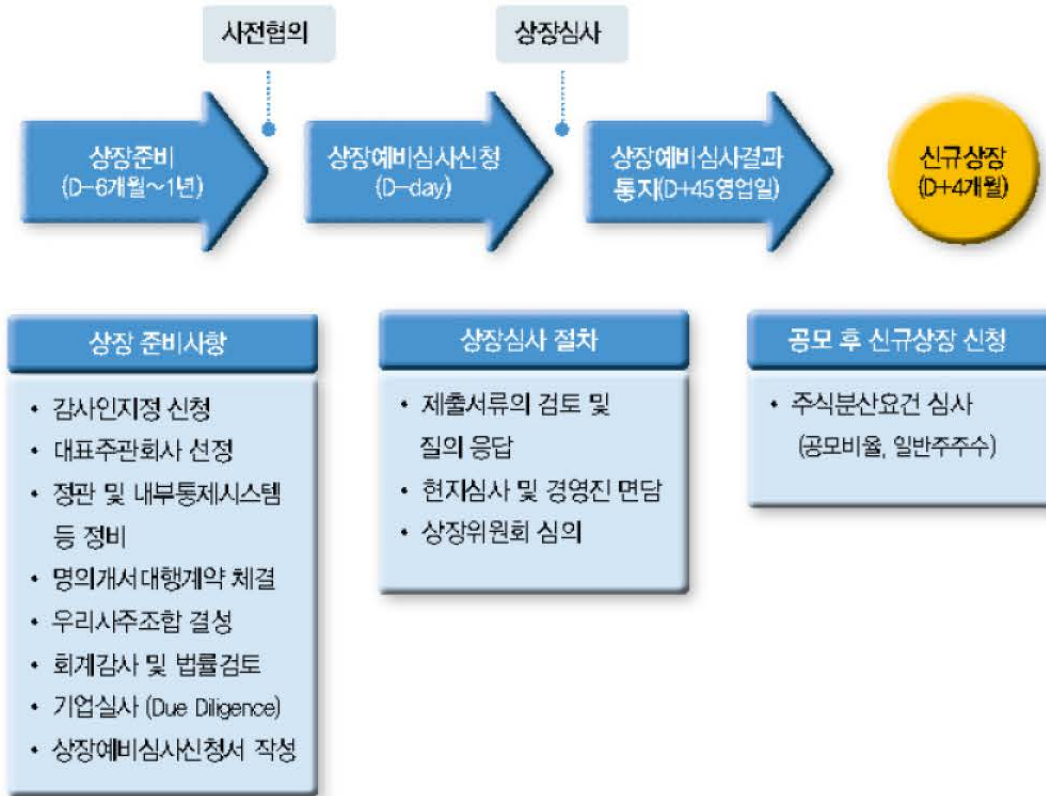 사전협의
상장심사
상장준비
(D-6개월~1년)
상장예비심사신청
(D-day)
상장예비심사결과
통지(D+45영업일)
신규상장
(D+4개월)
상장 준비사항
• 감사인지정 신청
• 대표주관회사 선정
• 정관 및 내부통제시스템
등 정비
• 명의개서대행계약 체결
• 우리사주조합 결성
• 회계감사 및 법률검토
• 기업실사 (Due Diligence)
• 상장예비심사신청서 작성
상장심사 절차
• 제출서류의 검토 및
질의 응답
• 현지심사 및 경영진 면담
• 상장위원회 심의
공모 후 신규상장 신청
• 주식분산요건 심사
(공모비율, 일반주주수)